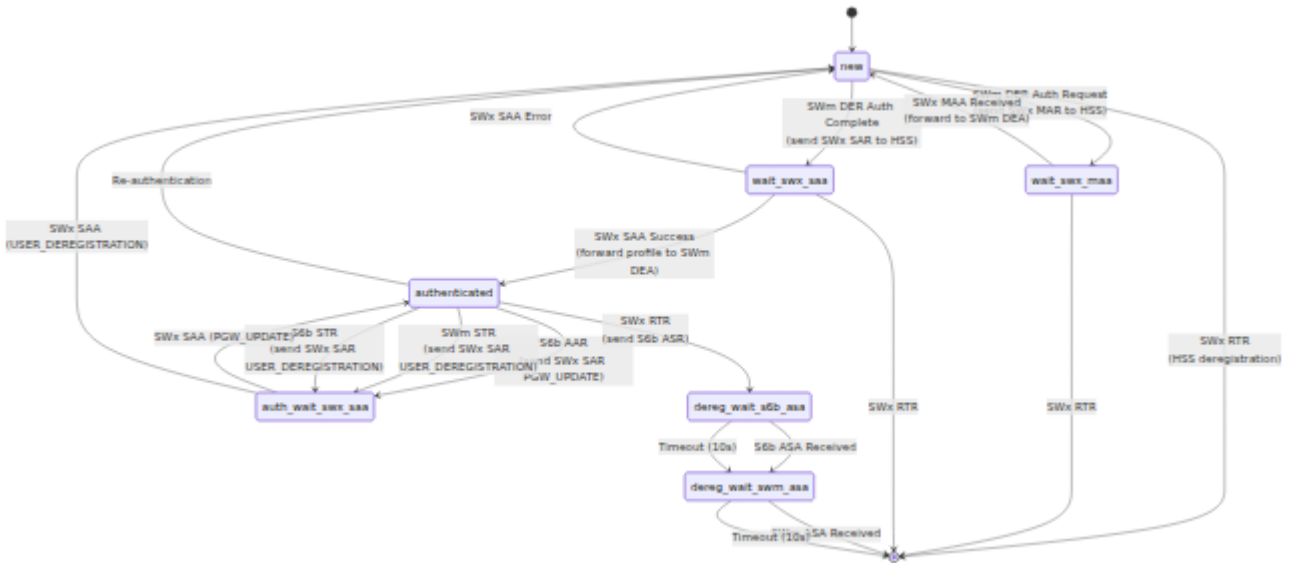 new
SWm DER Auth Request
SWx MAR to HSS)
SWx MAA Received
(forward to SWm DEA)
SWm DER Auth
Complete
(send SWx SAR to HSS)
SWx SAA Error
Re-authentication
wait_swx_saa
wait_swx_maa
SWx SAA
(USER_DEREGISTRATION)
SWx SAA Success
(forward profile to SWm
DEA)
authenticated
SWx SAA (PGW_UPDATE)
S6b STR
(send SWx SAR
USER_DEREGISTRATION)
SWm STR
(send SWx SAR
USER_DEREGISTRATION)
S6b AAR
(send SWx SAR
PGW_UPDATE)
SWx RTR
(send S6b ASR)
SWx RTR
(HSS deregistration)
auth_wait_swx_saa
dereg_wait_s6b_asa
SWx RTR
SWx RTR
Timeout (10s)
S6b ASA Received
dereg_wait_swm_asa
Timeout (10s)
ASA Received